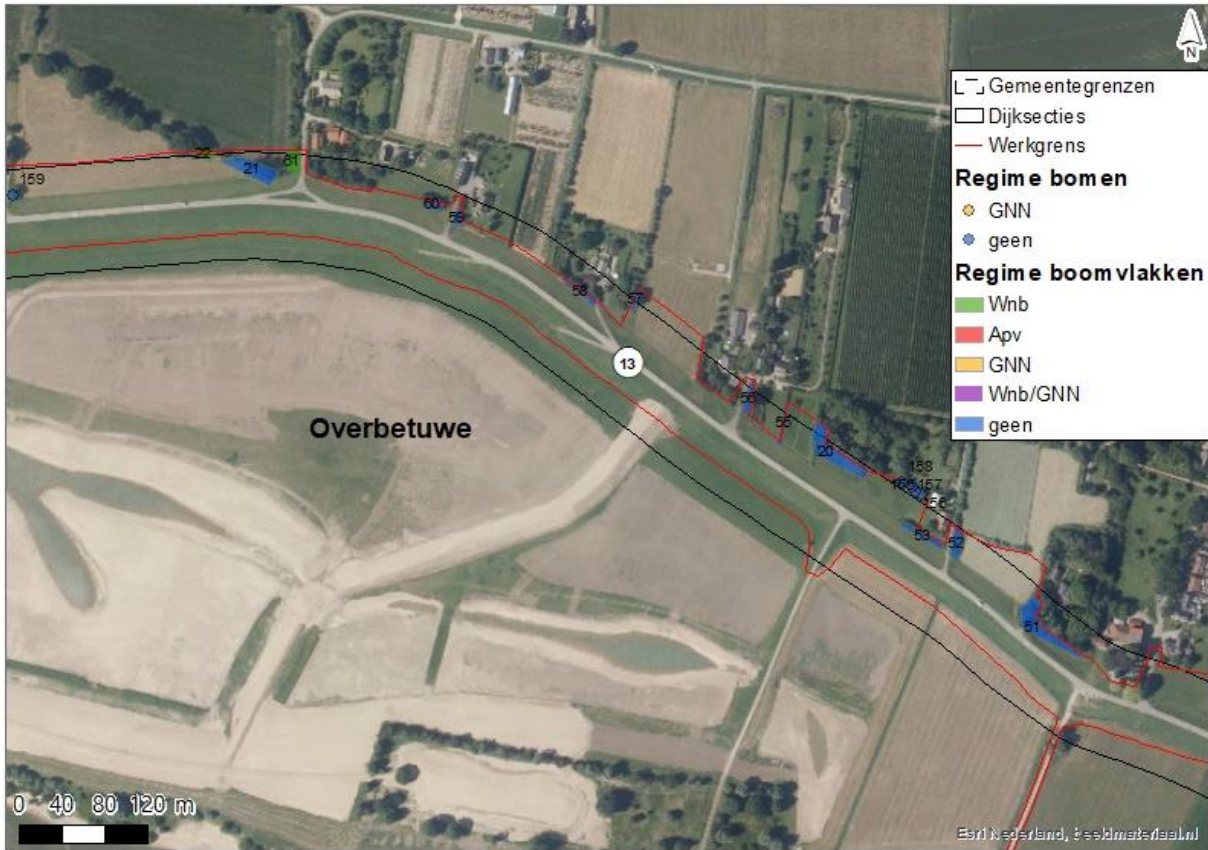 N
Gemeentegrenzen
Dijksecties
Werkgrens
Regime bomen
GNN
geen
Regime boomvlakken
Wnb
Apv
GNN
Wnb/GNN
geen
22
61
21
159
60
59
58
57
13
56
55
Overbetuwe
20
158
157
156
53
52
51
0 40 80 120 m
Esri Nederland, beeldmateriaal.nl